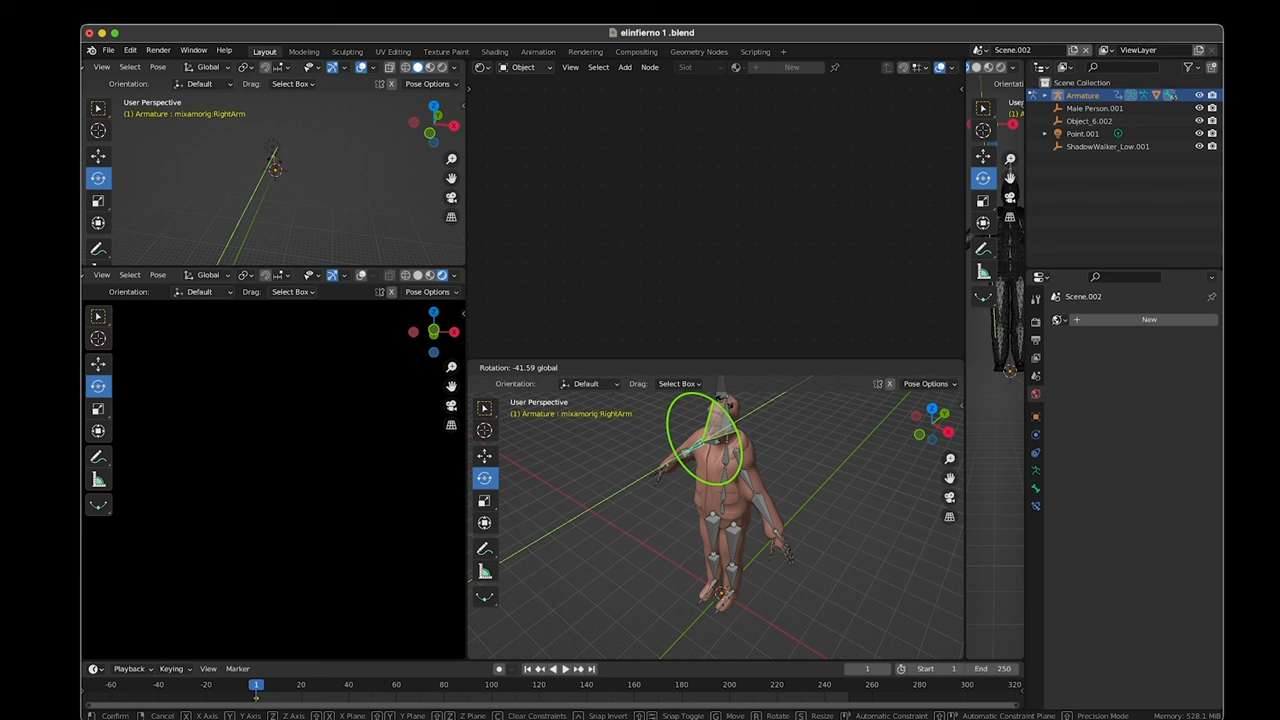 elinfierno 1 .blend
File Edit Render Window Help Layout Modeling Sculpting UV Editing Texture Paint Shading Animation Rendering Compositing Geometry Nodes Scripting + Scene.002 ViewLayer
View Select Pose Global Object View Select Add Node Slot New
Orientation: Default Drag: Select Box Pose Options
Scene Collection
Armature
Male Person.001
Object_6.002
Point.001
ShadowWalker_Low.001
User Perspective
(1) Armature : mixamorig:RightArm
View Select Pose Global
Orientation: Default Drag: Select Box Pose Options
Scene.002
New
Rotation: -41.59 global
Orientation: Default Drag: Select Box Pose Options
User Perspective
(1) Armature : mixamorig:RightArm
Playback Keying View Marker 1 Start 1 End 250
-60 -40 -20 1 20 40 60 80 100 120 140 160 180 200 220 240 260 280 300 320
Confirm Cancel X X Axis Y Y Axis Z Z Axis X X Plane Y Y Plane Z Z Plane C Clear Constraints Snap Invert Snap Toggle G Move R Rotate S Resize Automatic Constraint Automatic Constraint Plane Precision Mode Memory: 528.1 MiB